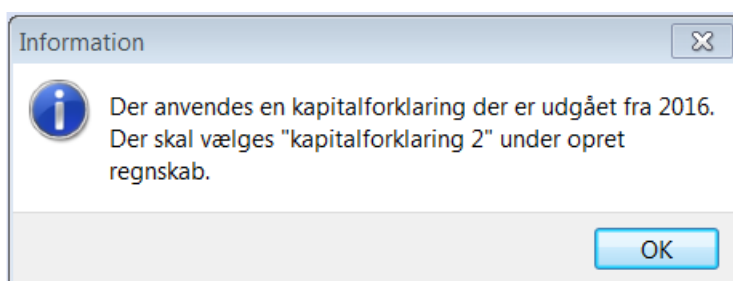 Information
Der anvendes en kapitalforklaring der er udgået fra 2016.
Der skal vælges "kapitalforklaring 2" under opret
regnskab.
OK